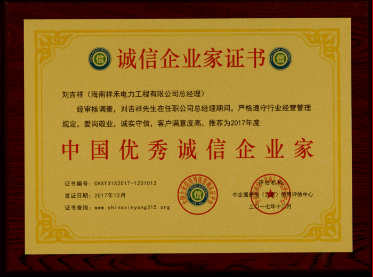 诚信企业家证书
刘吉祥（海南祥禾电力工程有限公司总经理）
经审核调查，刘吉祥先生在任职公司总经理期间，严格遵守行业经营管理
规定，爱岗敬业，诚实守信，客户满意度高，推荐为2017年度
中国优秀诚信企业家
证书编号：CHXY3152017-1201012
发证日期：2017年12月
证书查询：www.chinaxinyong315.org
二〇一七年十二月